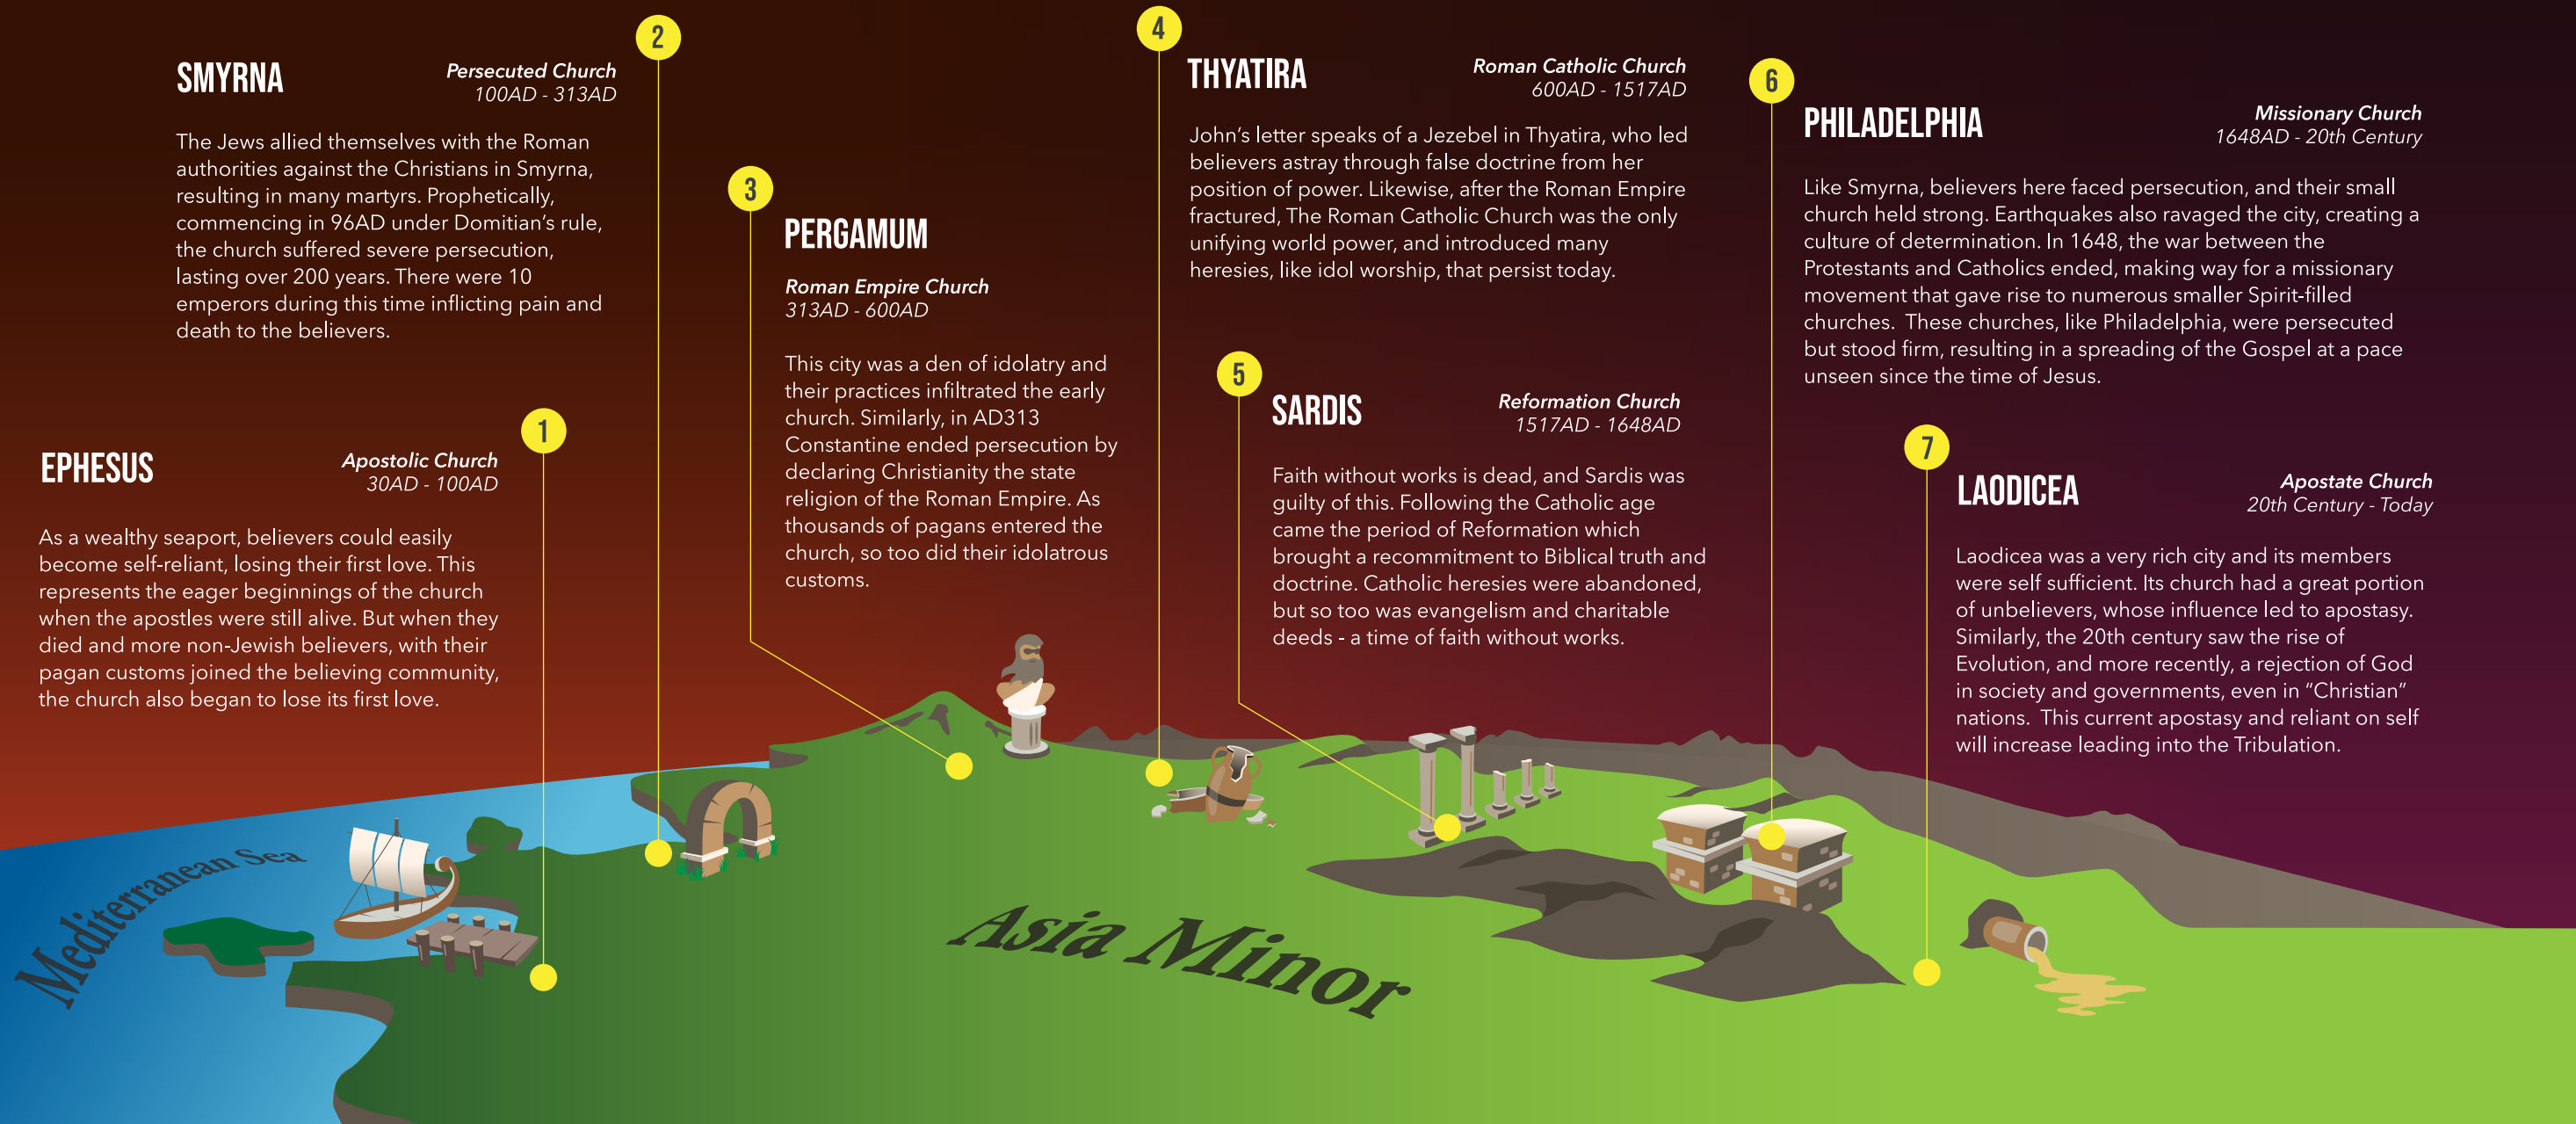 1
EPHESUS
Apostolic Church
30AD - 100AD
As a wealthy seaport, believers could easily
become self-reliant, losing their first love. This
represents the eager beginnings of the church
when the apostles were still alive. But when they
died and more non-Jewish believers, with their
pagan customs joined the believing community,
the church also began to lose its first love.
2
SMYRNA
Persecuted Church
100AD - 313AD
The Jews allied themselves with the Roman
authorities against the Christians in Smyrna,
resulting in many martyrs. Prophetically,
commencing in 96AD under Domitian's rule,
the church suffered severe persecution,
lasting over 200 years. There were 10
emperors during this time inflicting pain and
death to the believers.
3
PERGAMUM
Roman Empire Church
313AD - 600AD
This city was a den of idolatry and
their practices infiltrated the early
church. Similarly, in AD313
Constantine ended persecution by
declaring Christianity the state
religion of the Roman Empire. As
thousands of pagans entered the
church, so too did their idolatrous
customs.
4
THYATIRA
Roman Catholic Church
600AD - 1517AD
John's letter speaks of a Jezebel in Thyatira, who led
believers astray through false doctrine from her
position of power. Likewise, after the Roman Empire
fractured, The Roman Catholic Church was the only
unifying world power, and introduced many
heresies, like idol worship, that persist today.
5
SARDIS
Reformation Church
1517AD - 1648AD
Faith without works is dead, and Sardis was
guilty of this. Following the Catholic age
came the period of Reformation which
brought a recommitment to Biblical truth and
doctrine. Catholic heresies were abandoned,
but so too was evangelism and charitable
deeds - a time of faith without works.
6
PHILADELPHIA
Missionary Church
1648AD - 20th Century
Like Smyrna, believers here faced persecution, and their small
church held strong. Earthquakes also ravaged the city, creating a
culture of determination. In 1648, the war between the
Protestants and Catholics ended, making way for a missionary
movement that gave rise to numerous smaller Spirit-filled
churches. These churches, like Philadelphia, were persecuted
but stood firm, resulting in a spreading of the Gospel at a pace
unseen since the time of Jesus.
7
LAODICEA
Apostate Church
20th Century - Today
Laodicea was a very rich city and its members
were self sufficient. Its church had a great portion
of unbelievers, whose influence led to apostasy.
Similarly, the 20th century saw the rise of
Evolution, and more recently, a rejection of God
in society and governments, even in "Christian"
nations. This current apostasy and reliant on self
will increase leading into the Tribulation.
Mediterranean Sea
Asia Minor